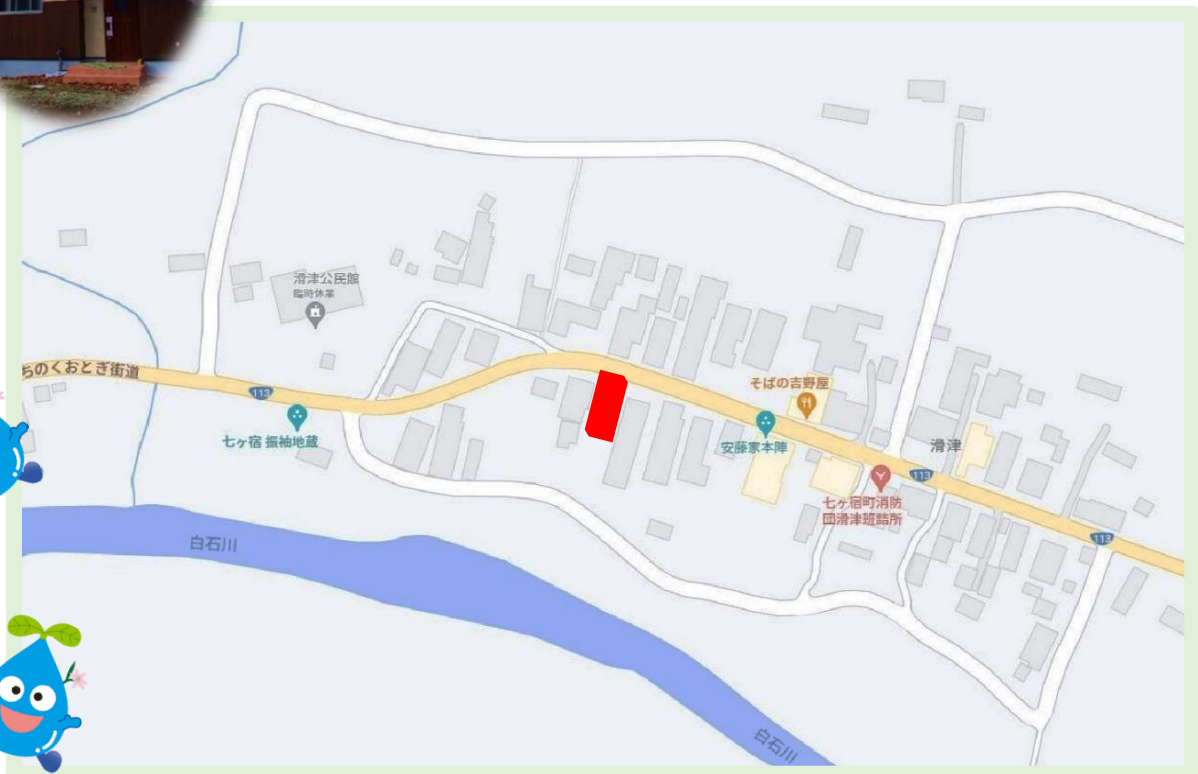 滑津公民館
臨時休業
ちのくおとぎ街道
113
七ヶ宿 振袖地蔵
そばの吉野屋
安藤家本陣
滑津
113
七ヶ宿町消防
団滑津班詰所
113
白石川
白石川